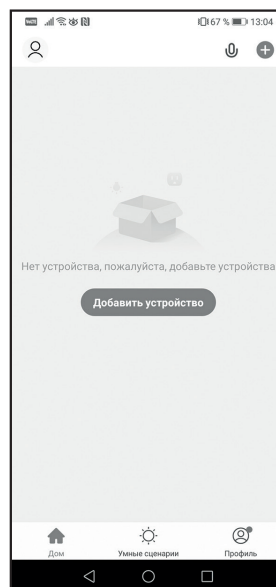 67 % 13:04
Нет устройства, пожалуйста, добавьте устройства
Добавить устройство
Дом Умные сценарии Профиль